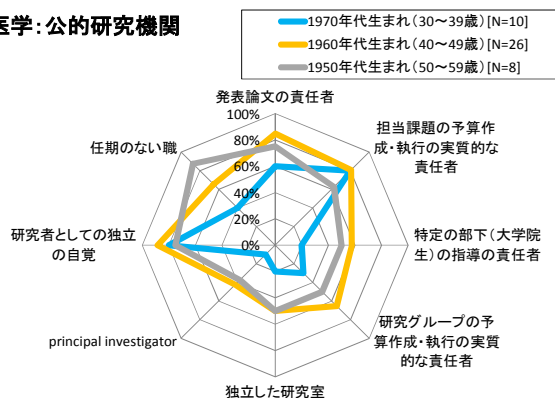 医学：公的研究機関
1970年代生まれ（30～39歳）[N=10]
1960年代生まれ（40～49歳）[N=26]
1950年代生まれ（50～59歳）[N=8]
発表論文の責任者
担当課題の予算作
成・執行の実質的な
責任者
特定の部下（大学院
生）の指導の責任者
研究グループの予
算作成・執行の実質
的な責任者
独立した研究室
principal investigator
研究者としての独立
の自覚
任期のない職
100%
80%
60%
40%
20%
0%